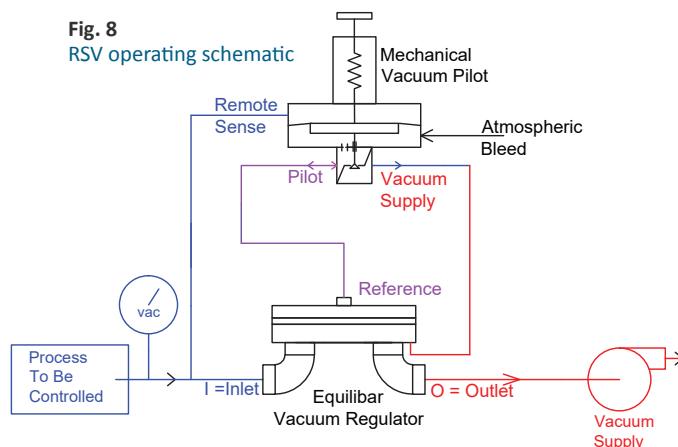 Fig. 8
RSV operating schematic
Mechanical
Vacuum Pilot
Remote
Sense
Atmospheric
Bleed
Pilot
Vacuum
Supply
Reference
vac
Process
To Be
Controlled
I =Inlet
Equilibar
Vacuum Regulator
O = Outlet
Vacuum
Supply